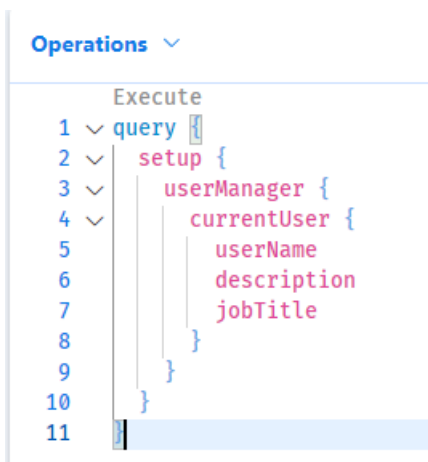 Operations
Execute
1 query {
2 setup {
3 userManager {
4 currentUser {
5 userName
6 description
7 jobTitle
8 }
9 }
10 }
11 }